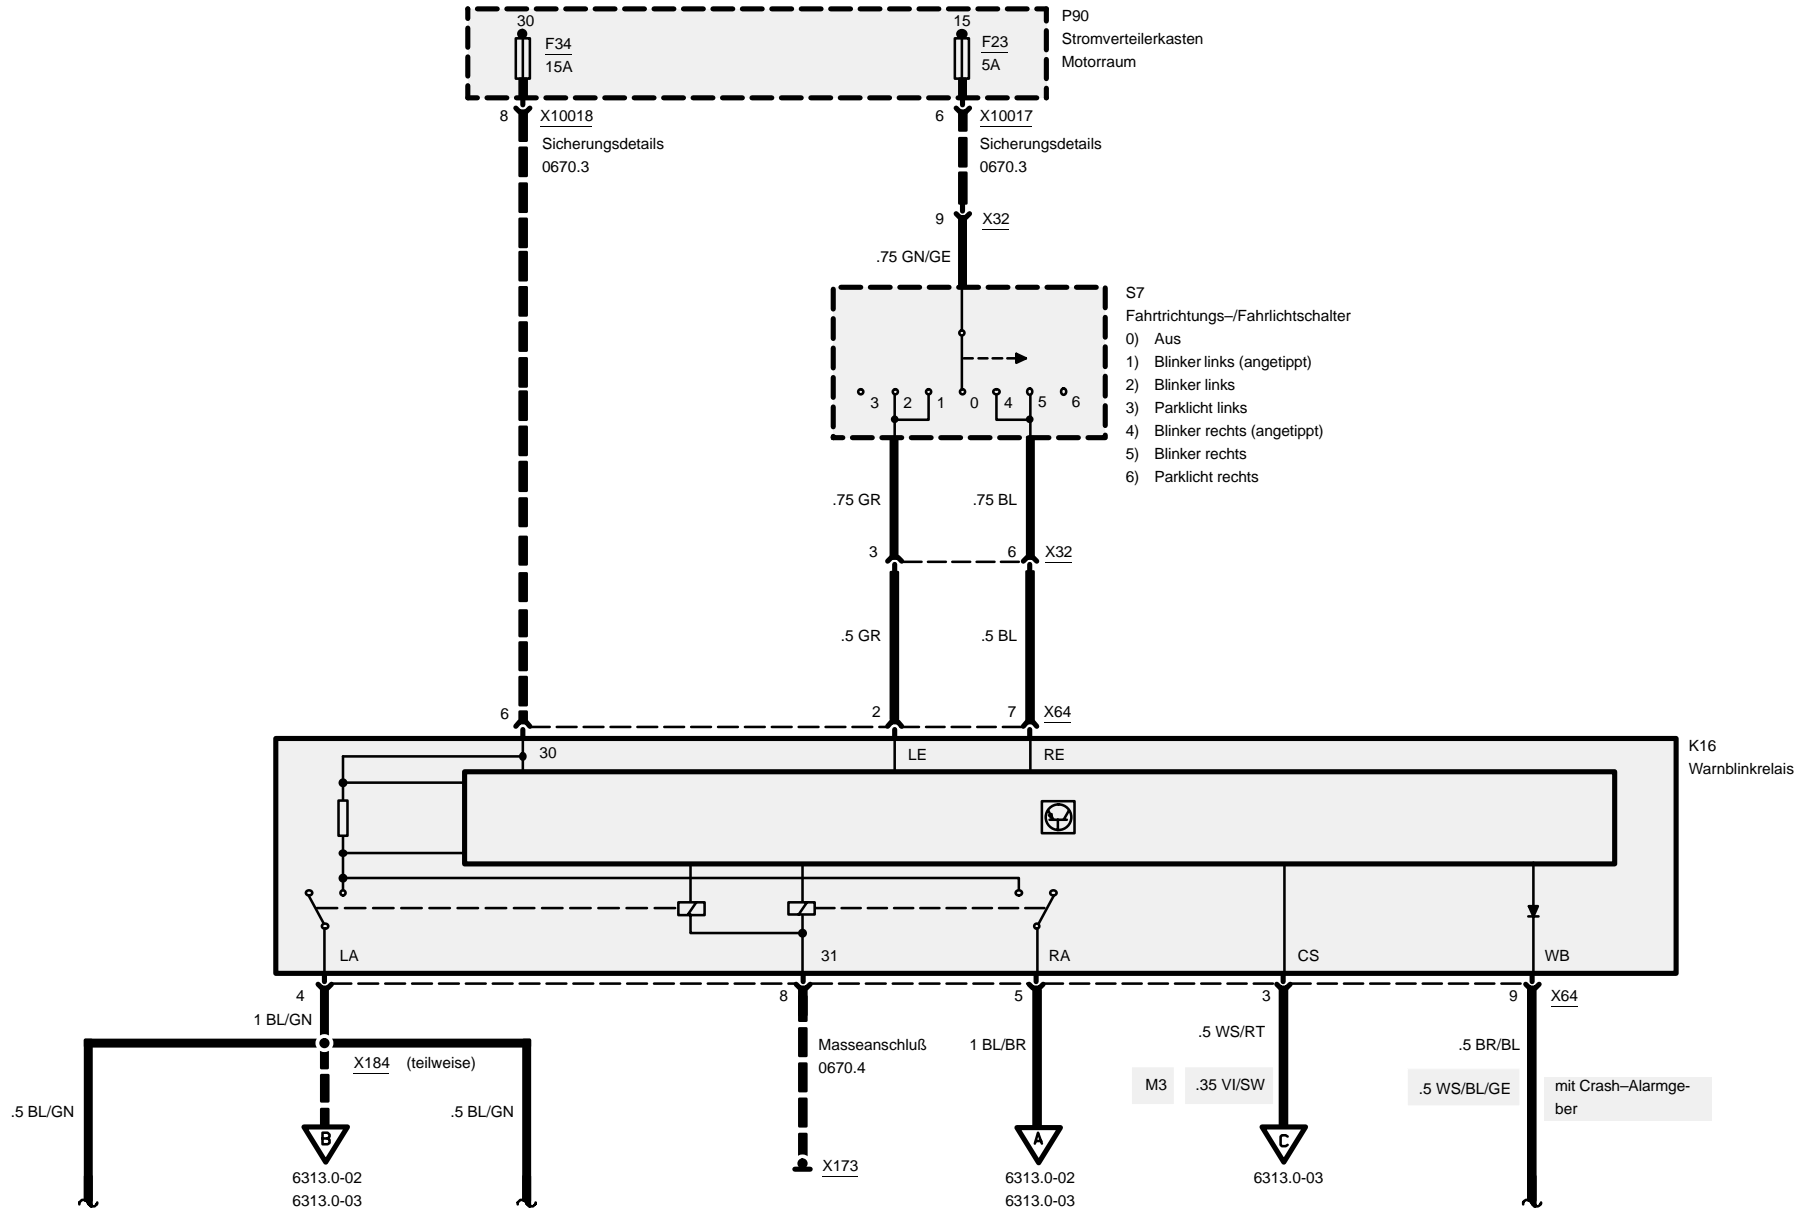 30
15
P90
F34
F23
Stromverteilerkasten
15A
5A
Motorraum
8
X10018
6
X10017
Sicherungsdetails
Sicherungsdetails
0670.3
0670.3
9
X32
.75 GN/GE
S7
Fahrtrichtungs–/Fahrlichtschalter
0) Aus
1) Blinker links (angetippt)
2) Blinker links
3) Parklicht links
4) Blinker rechts (angetippt)
5) Blinker rechts
6) Parklicht rechts
3 2 1 0 4 5 6
.75 GR
.75 BL
3
6
X32
.5 GR
.5 BL
6
2
7
X64
30
LE
RE
K16
Warnblinkrelais
LA
31
RA
CS
WB
4
8
5
3
9
X64
1 BL/GN
X184 (teilweise)
Masseanschluß
0670.4
1 BL/BR
.5 WS/RT
M3
.35 VI/SW
.5 BR/BL
.5 WS/BL/GE
mit Crash–Alarmge-
ber
.5 BL/GN
.5 BL/GN
B
A
C
X173
6313.0-02
6313.0-03
6313.0-02
6313.0-03
6313.0-03